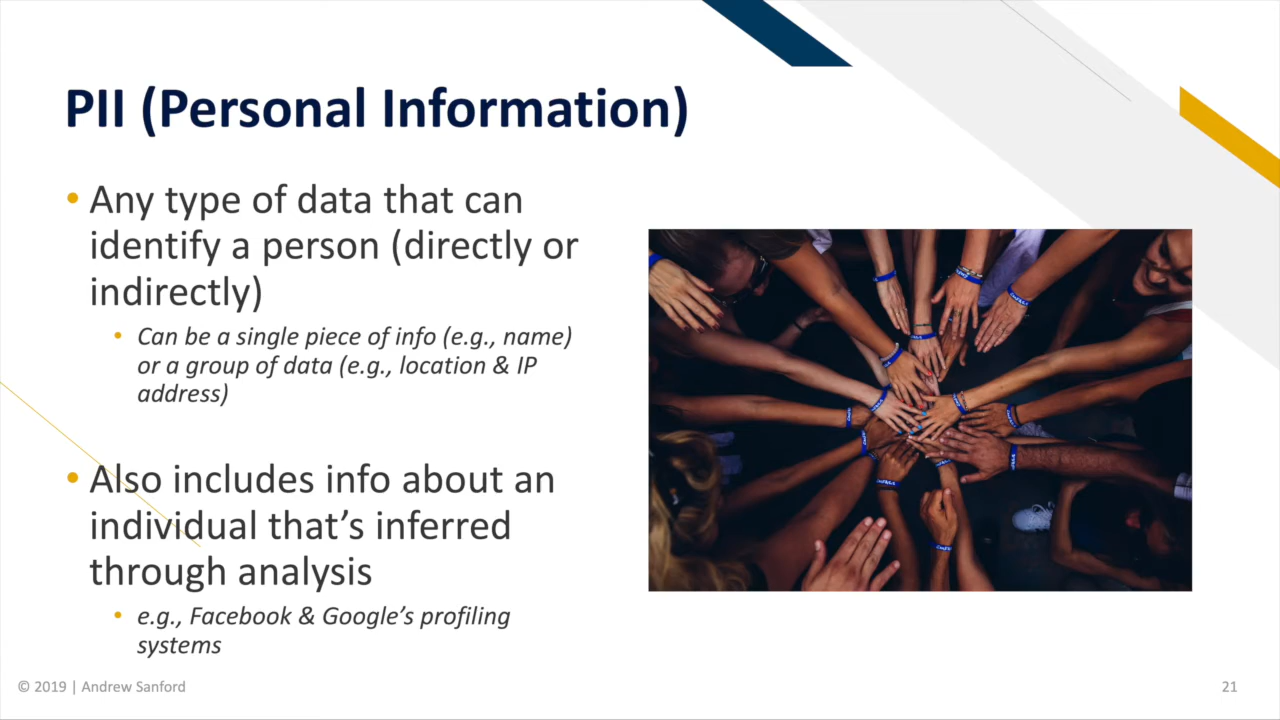 PII (Personal Information)
• Any type of data that can
identify a person (directly or
indirectly)
• Can be a single piece of info (e.g., name)
or a group of data (e.g., location & IP
address)
• Also includes info about an
individual that’s inferred
through analysis
• e.g., Facebook & Google’s profiling
systems
© 2019 | Andrew Sanford
21